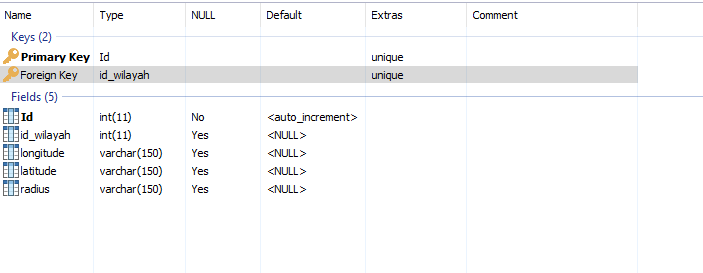 Name Type NULL Default Extras Comment
Keys (2)
Primary Key Id unique
Foreign Key id_wilayah unique
Fields (5)
Id int(11) No <auto_increment>
id_wilayah int(11) Yes <NULL>
longitude varchar(150) Yes <NULL>
latitude varchar(150) Yes <NULL>
radius varchar(150) Yes <NULL>